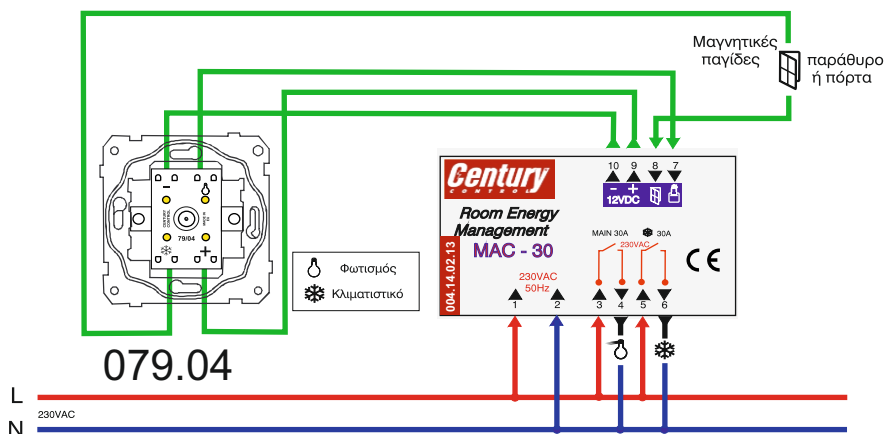 Μαγνητικές
παγίδες
παράθυρο
ή πόρτα
79/04
Φωτισμός
Κλιματιστικό
079.04
Century
CONTROL
Room Energy
Management
MAC - 30
004.14.02.13
10 9 8 7
- +
12VDC
MAIN 30A 30A
230VAC
230VAC
50Hz
1 2 3 4 5 6
CE
L
230VAC
N